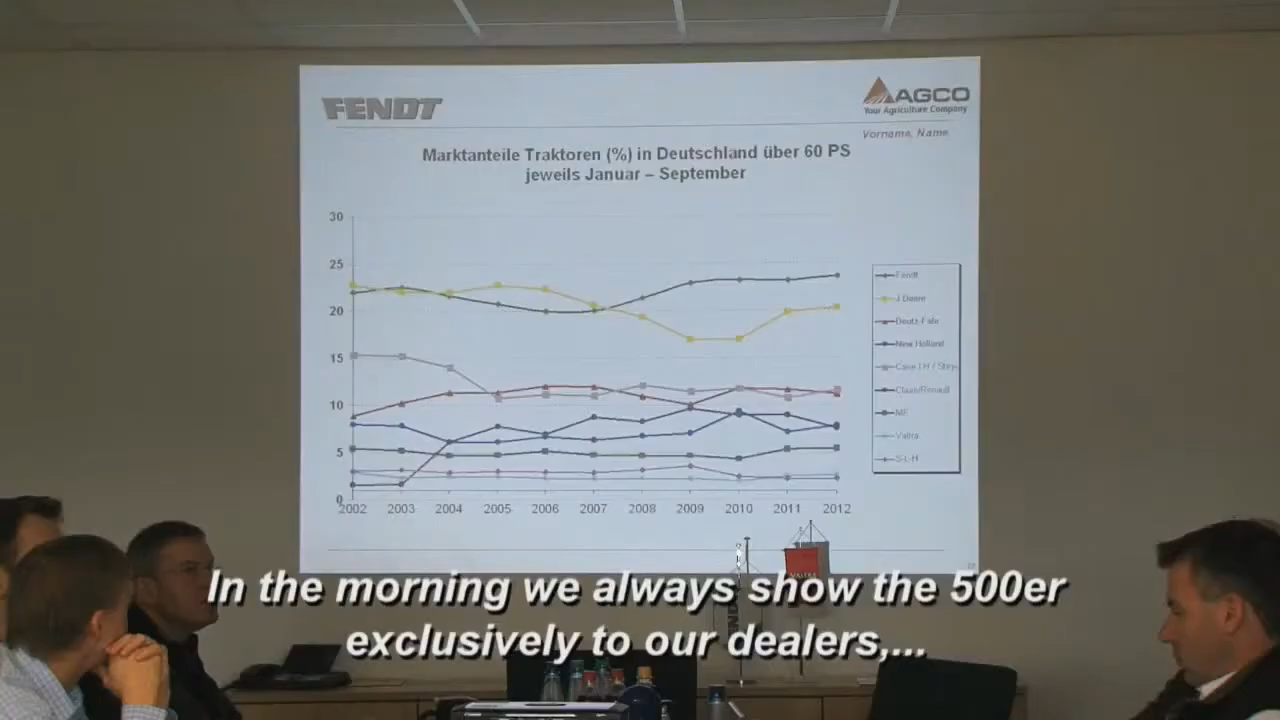 FENDT
AGCO
Your Agriculture Company
Vorname, Name
Marktanteile Traktoren (%) in Deutschland über 60 PS
jeweils Januar – September
30
25
20
15
10
5
0
2002 2003 2004 2005 2006 2007 2008 2009 2010 2011 2012
Fendt
J.Deere
Deutz-Fahr
New Holland
Case I H / Steyr
Claas/Renault
MF
Valtra
S-L-H
In the morning we always show the 500er
exclusively to our dealers,...